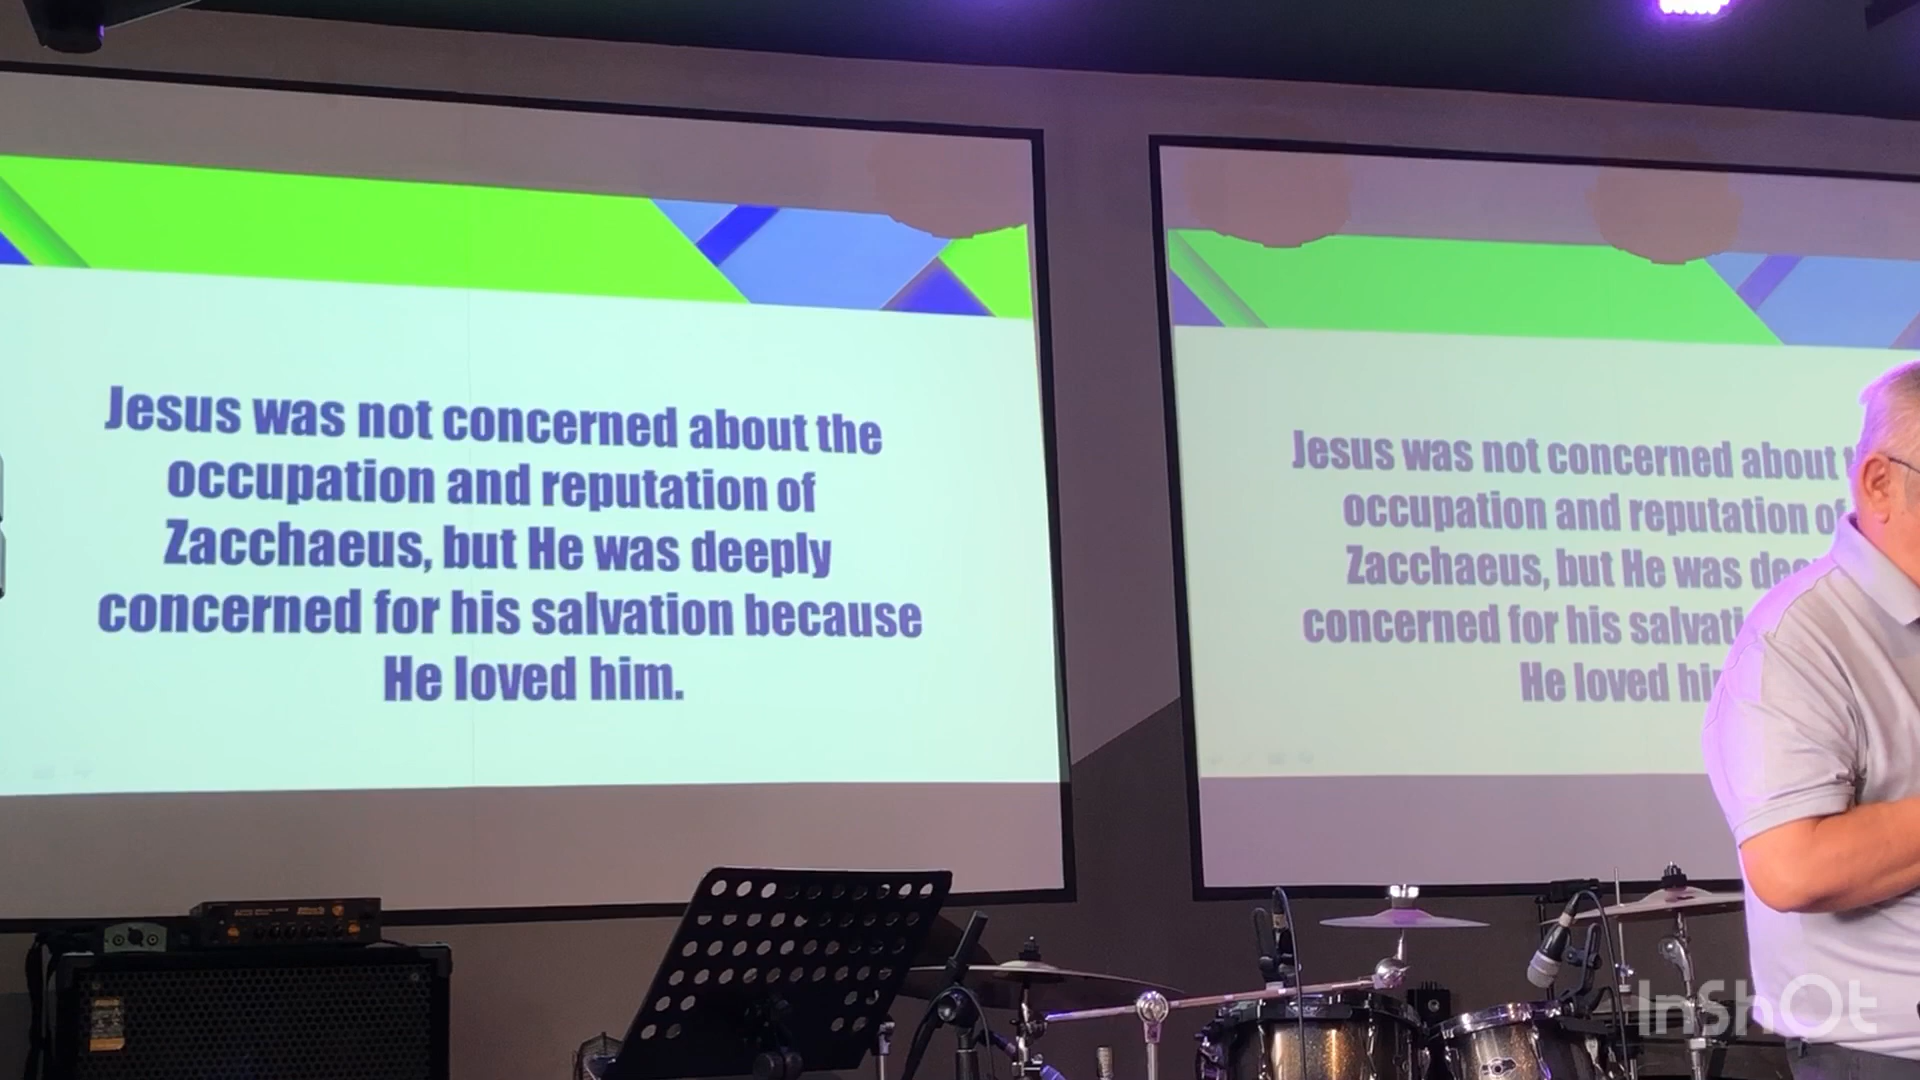 Jesus was not concerned about the
occupation and reputation of
Zacchaeus, but He was deeply
concerned for his salvation because
He loved him.
Jesus was not concerned about
occupation and reputation of
Zacchaeus, but He was
concerned for his
He loved
InShOt